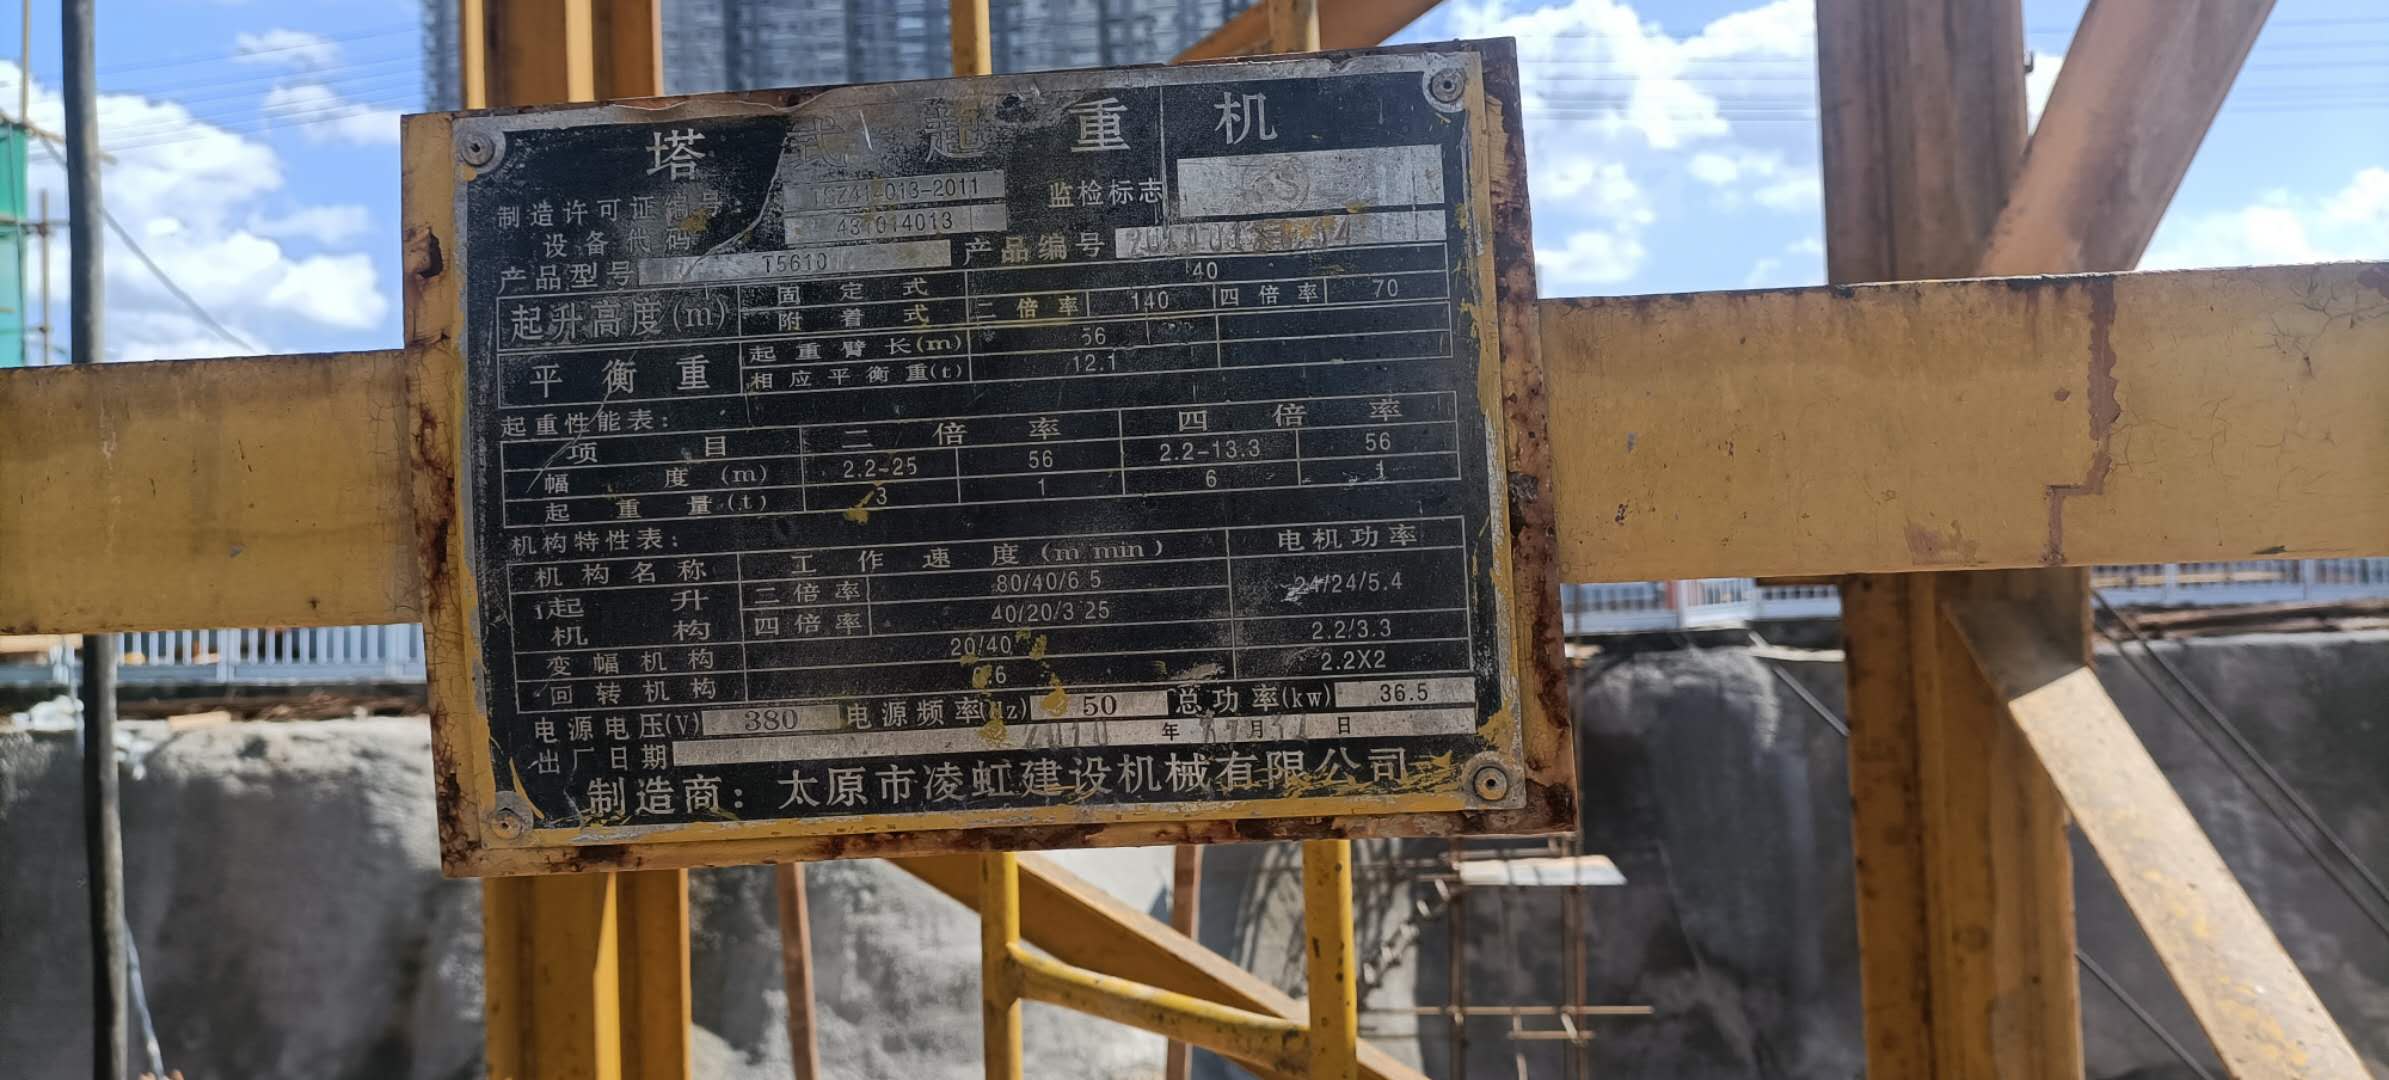 塔式起重机
制造许可证编号: TSZ41-013-2011 监检标志
设备代码 431014013
产品型号 T5610 产品编号
起升高度(m) 固定式 40
附着式 二倍率 140 四倍率 70
平衡重 起重臂长(m) 56
相应平衡重(t) 12.1
起重性能表:
项目 二倍率 四倍率
幅度(m) 2.2-25 56 2.2-13.3 56
起重量(t) 3 1 6 1
机构特性表:
机构名称 工作速度(m min) 电机功率
起升机构 二倍率 80/40/6 5 24/24/5.4
四倍率 40/20/3 25
变幅机构 20/40 2.2/3.3
回转机构 0.6 2.2X2
电源电压(V) 380 电源频率(Hz) 50 总功率(kw) 36.5
出厂日期 2010 年 月 日
制造商: 太原市凌虹建设机械有限公司